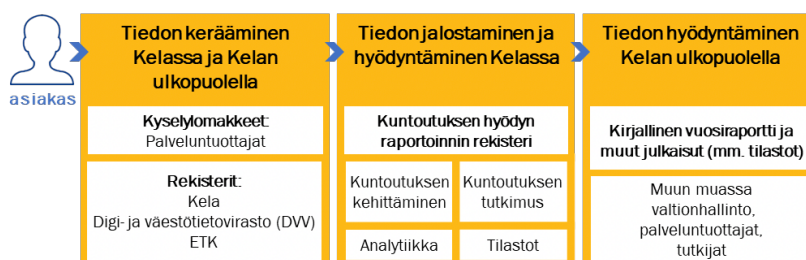 asiakas
Tiedon kerääminen
Kelassa ja Kelan
ulkopuolella
Kyselylomakkeet:
Palveluntuottajat
Rekisterit:
Kela
Digi- ja väestötietovirasto (DVV)
ETK
Tiedon jalostaminen ja
hyödyntäminen Kelassa
Kuntoutuksen hyödyn
raportoinnin rekisteri
Kuntoutuksen
kehittäminen
Kuntoutuksen
tutkimus
Analytiikka
Tilastot
Tiedon hyödyntäminen
Kelan ulkopuolella
Kirjallinen vuosiraportti ja
muut julkaisut (mm. tilastot)
Muun muassa
valtionhallinto,
palveluntuottajat,
tutkijat